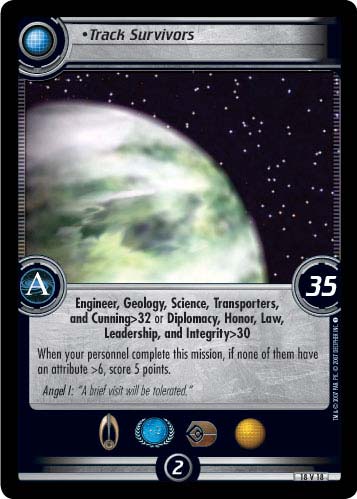 •Track Survivors
A
35
Engineer, Geology, Science, Transporters,
and Cunning>32 or Diplomacy, Honor, Law,
Leadership, and Integrity>30
When your personnel complete this mission, if none of them
have an attribute >6, score 5 points.
Angel I: “A brief visit will be tolerated.”
2
18 V 18